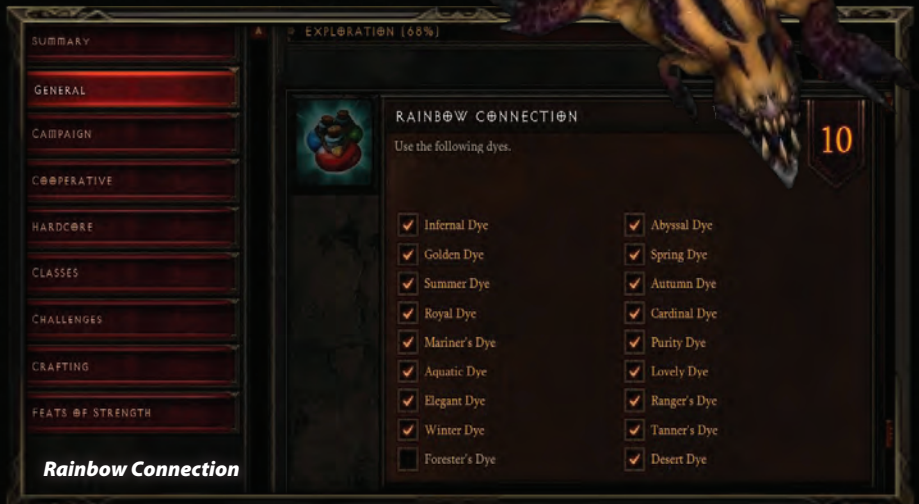 SUMMARY
GENERAL
CAMPAIGN
COOPERATIVE
HARDCORE
CLASSES
CHALLENGES
CRAFTING
FEATS OF STRENGTH
EXPLORATION (68%)
RAINBOW CONNECTION
10
Use the following dyes.
Infernal Dye
Abyssal Dye
Golden Dye
Spring Dye
Summer Dye
Autumn Dye
Royal Dye
Cardinal Dye
Mariner's Dye
Purity Dye
Aquatic Dye
Lovely Dye
Elegant Dye
Ranger's Dye
Winter Dye
Tanner's Dye
Forester's Dye
Desert Dye
Rainbow Connection